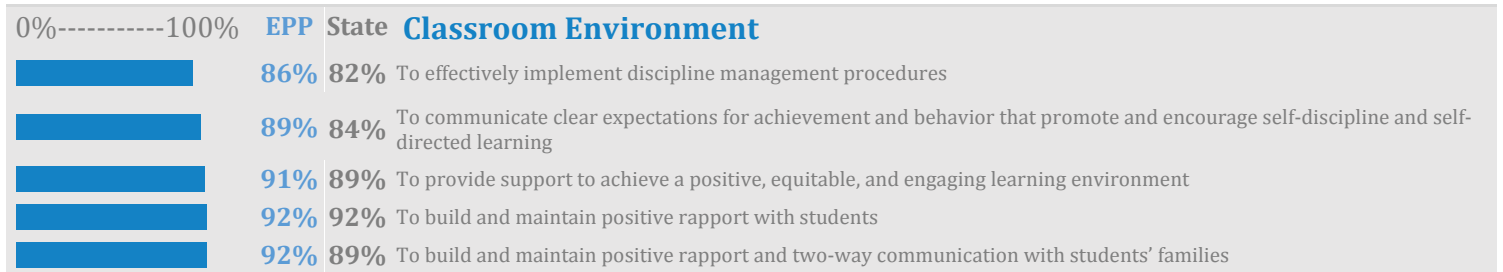 0%-----------100% EPP State Classroom Environment
86% 82% To effectively implement discipline management procedures
89% 84% To communicate clear expectations for achievement and behavior that promote and encourage self-discipline and self-
directed learning
91% 89% To provide support to achieve a positive, equitable, and engaging learning environment
92% 92% To build and maintain positive rapport with students
92% 89% To build and maintain positive rapport and two-way communication with students’ families